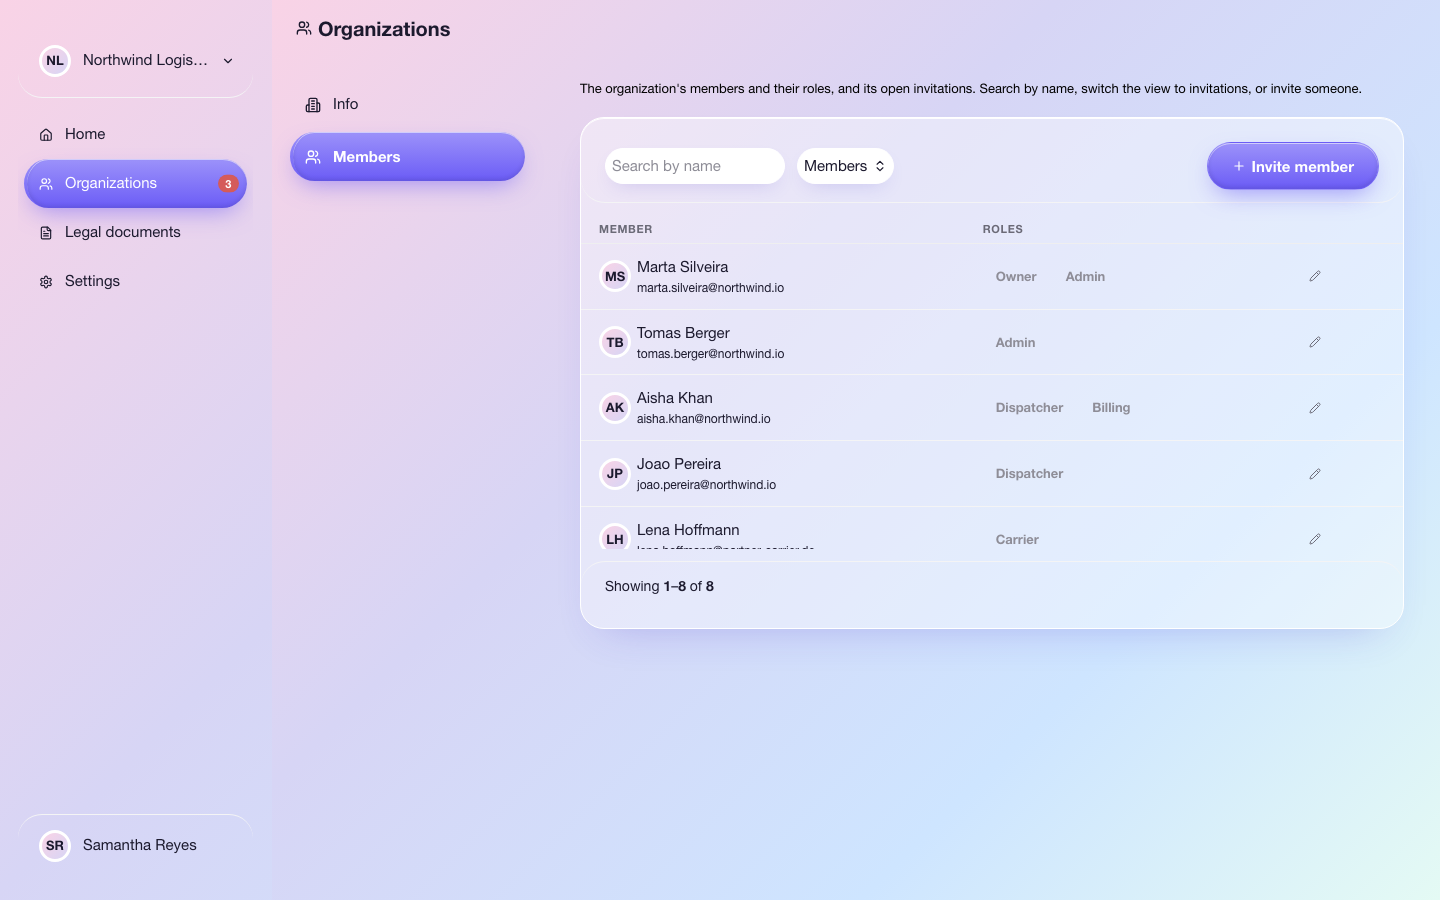 NL Northwind Logis...
Home
Organizations 3
Legal documents
Settings
SR Samantha Reyes
Organizations
Info
Members
The organization's members and their roles, and its open invitations. Search by name, switch the view to invitations, or invite someone.
Search by name Members + Invite member
MEMBER ROLES
MS Marta Silveira Owner Admin
marta.silveira@northwind.io
TB Tomas Berger Admin
tomas.berger@northwind.io
AK Aisha Khan Dispatcher Billing
aisha.khan@northwind.io
JP Joao Pereira Dispatcher
joao.pereira@northwind.io
LH Lena Hoffmann Carrier
Showing 1–8 of 8